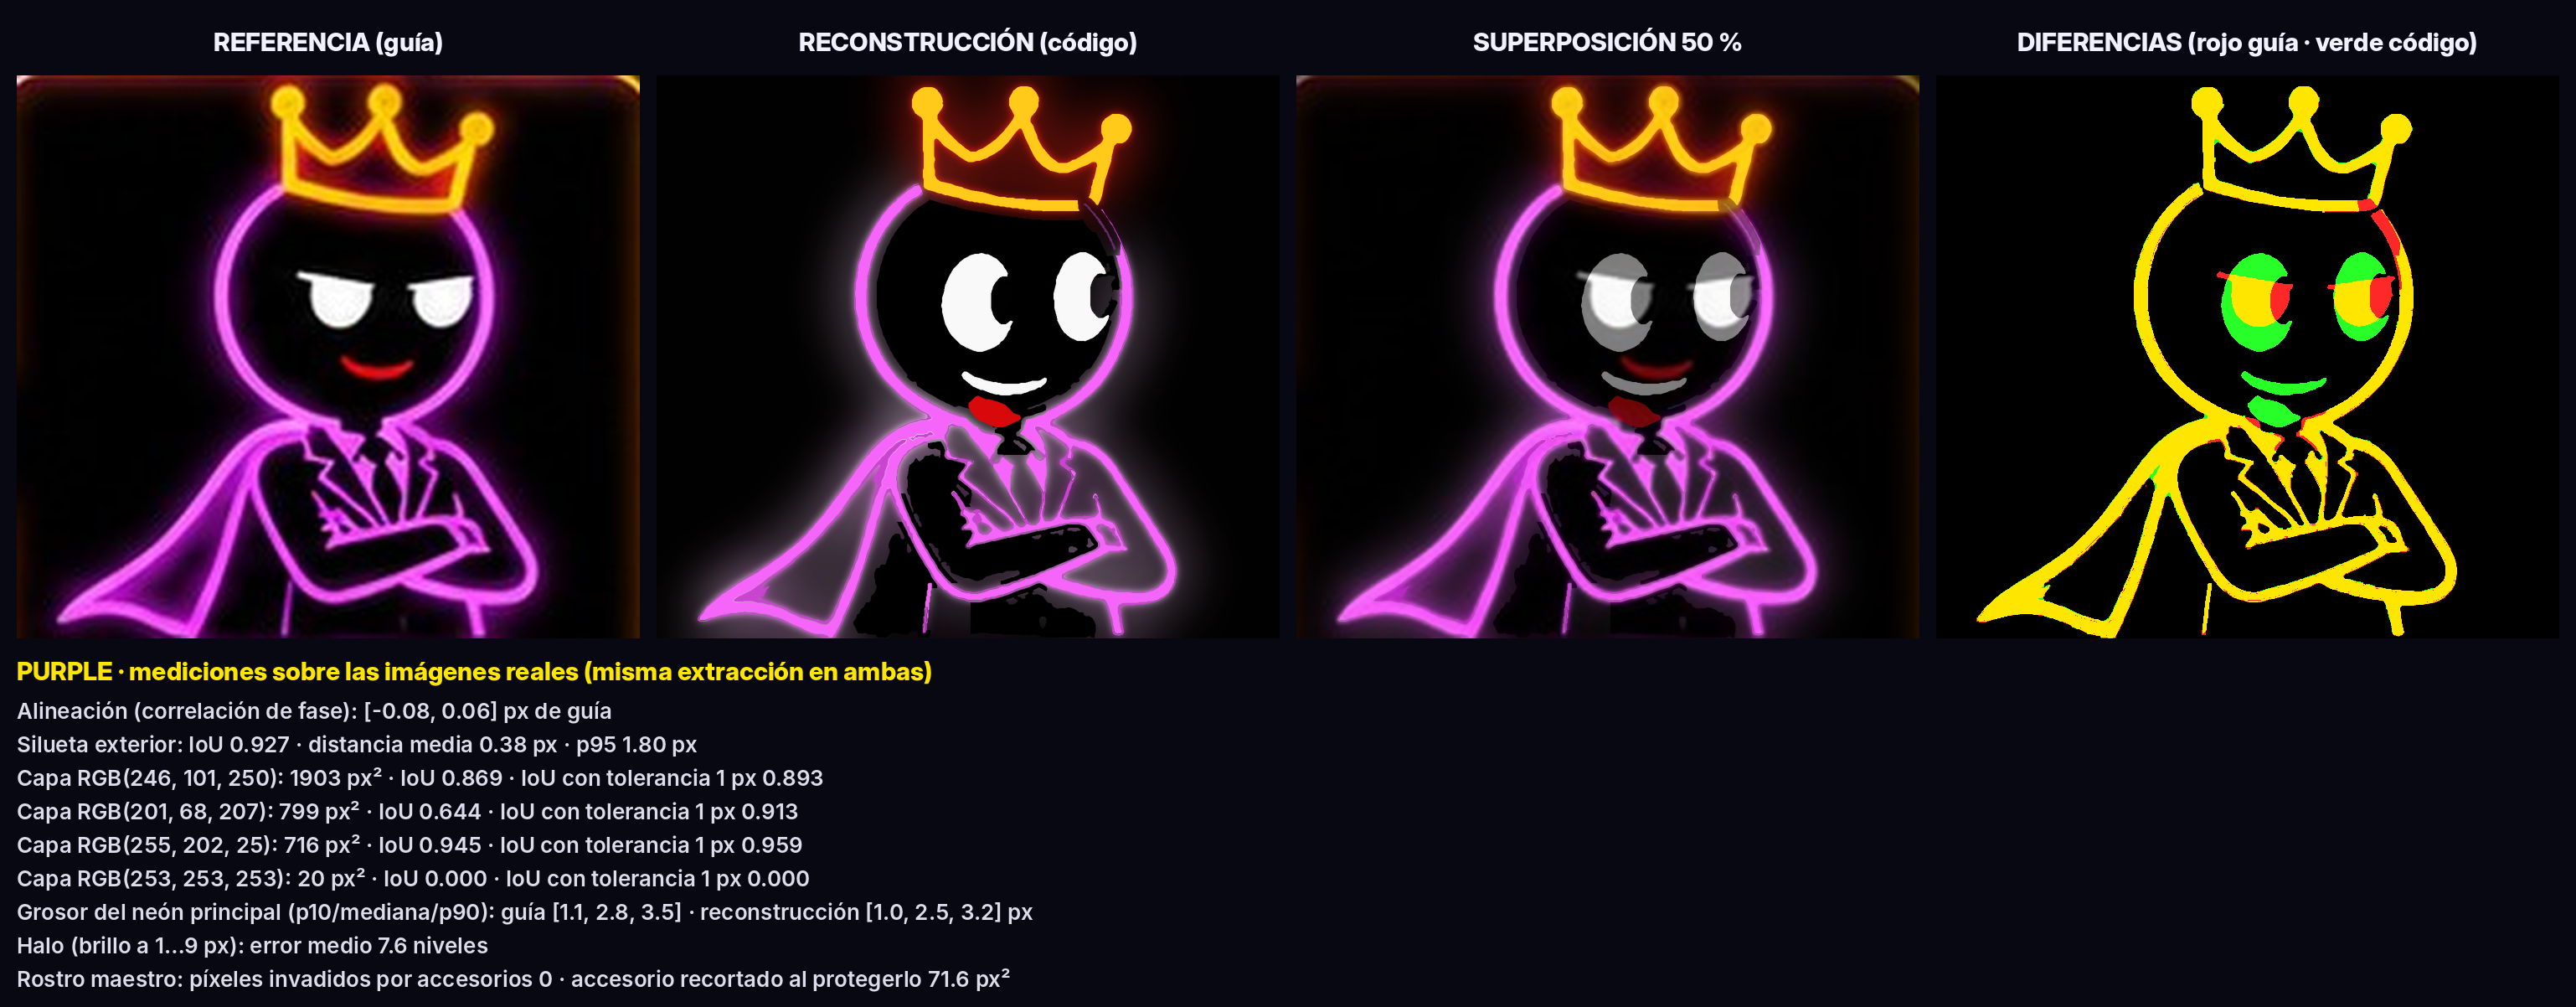 REFERENCIA (guía)
RECONSTRUCCIÓN (código)
SUPERPOSICIÓN 50 %
DIFERENCIAS (rojo guía · verde código)
PURPLE · mediciones sobre las imágenes reales (misma extracción en ambas)
Alineación (correlación de fase): [-0.08, 0.06] px de guía
Silueta exterior: IoU 0.927 · distancia media 0.38 px · p95 1.80 px
Capa RGB(246, 101, 250): 1903 px² · IoU 0.869 · IoU con tolerancia 1 px 0.893
Capa RGB(201, 68, 207): 799 px² · IoU 0.644 · IoU con tolerancia 1 px 0.913
Capa RGB(255, 202, 25): 716 px² · IoU 0.945 · IoU con tolerancia 1 px 0.959
Capa RGB(253, 253, 253): 20 px² · IoU 0.000 · IoU con tolerancia 1 px 0.000
Grosor del neón principal (p10/mediana/p90): guía [1.1, 2.8, 3.5] · reconstrucción [1.0, 2.5, 3.2] px
Halo (brillo a 1…9 px): error medio 7.6 niveles
Rostro maestro: píxeles invadidos por accesorios 0 · accesorio recortado al protegerlo 71.6 px²